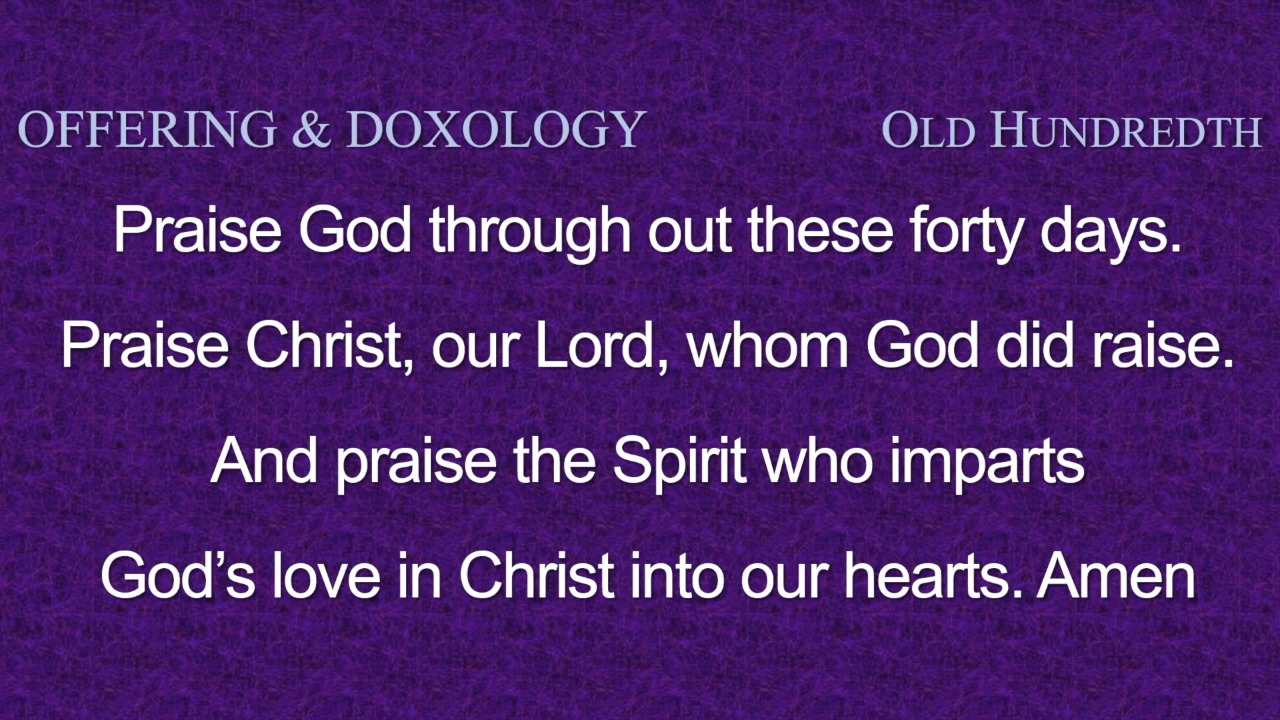 OFFERING & DOXOLOGY OLD HUNDREDTH
Praise God through out these forty days.
Praise Christ, our Lord, whom God did raise.
And praise the Spirit who imparts
God’s love in Christ into our hearts. Amen